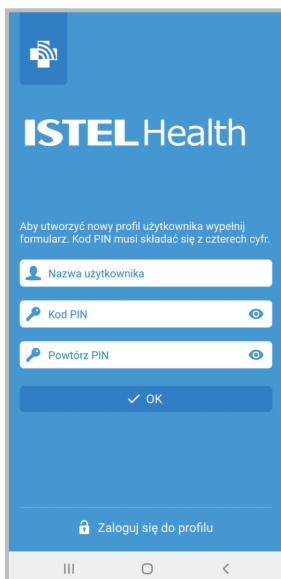 ISTEL Health
Aby utworzyć nowy profil użytkownika wypełnij
formularz. Kod PIN musi składać się z czterech cyfr.
Nazwa użytkownika
Kod PIN
Powtórz PIN
OK
Zaloguj się do profilu